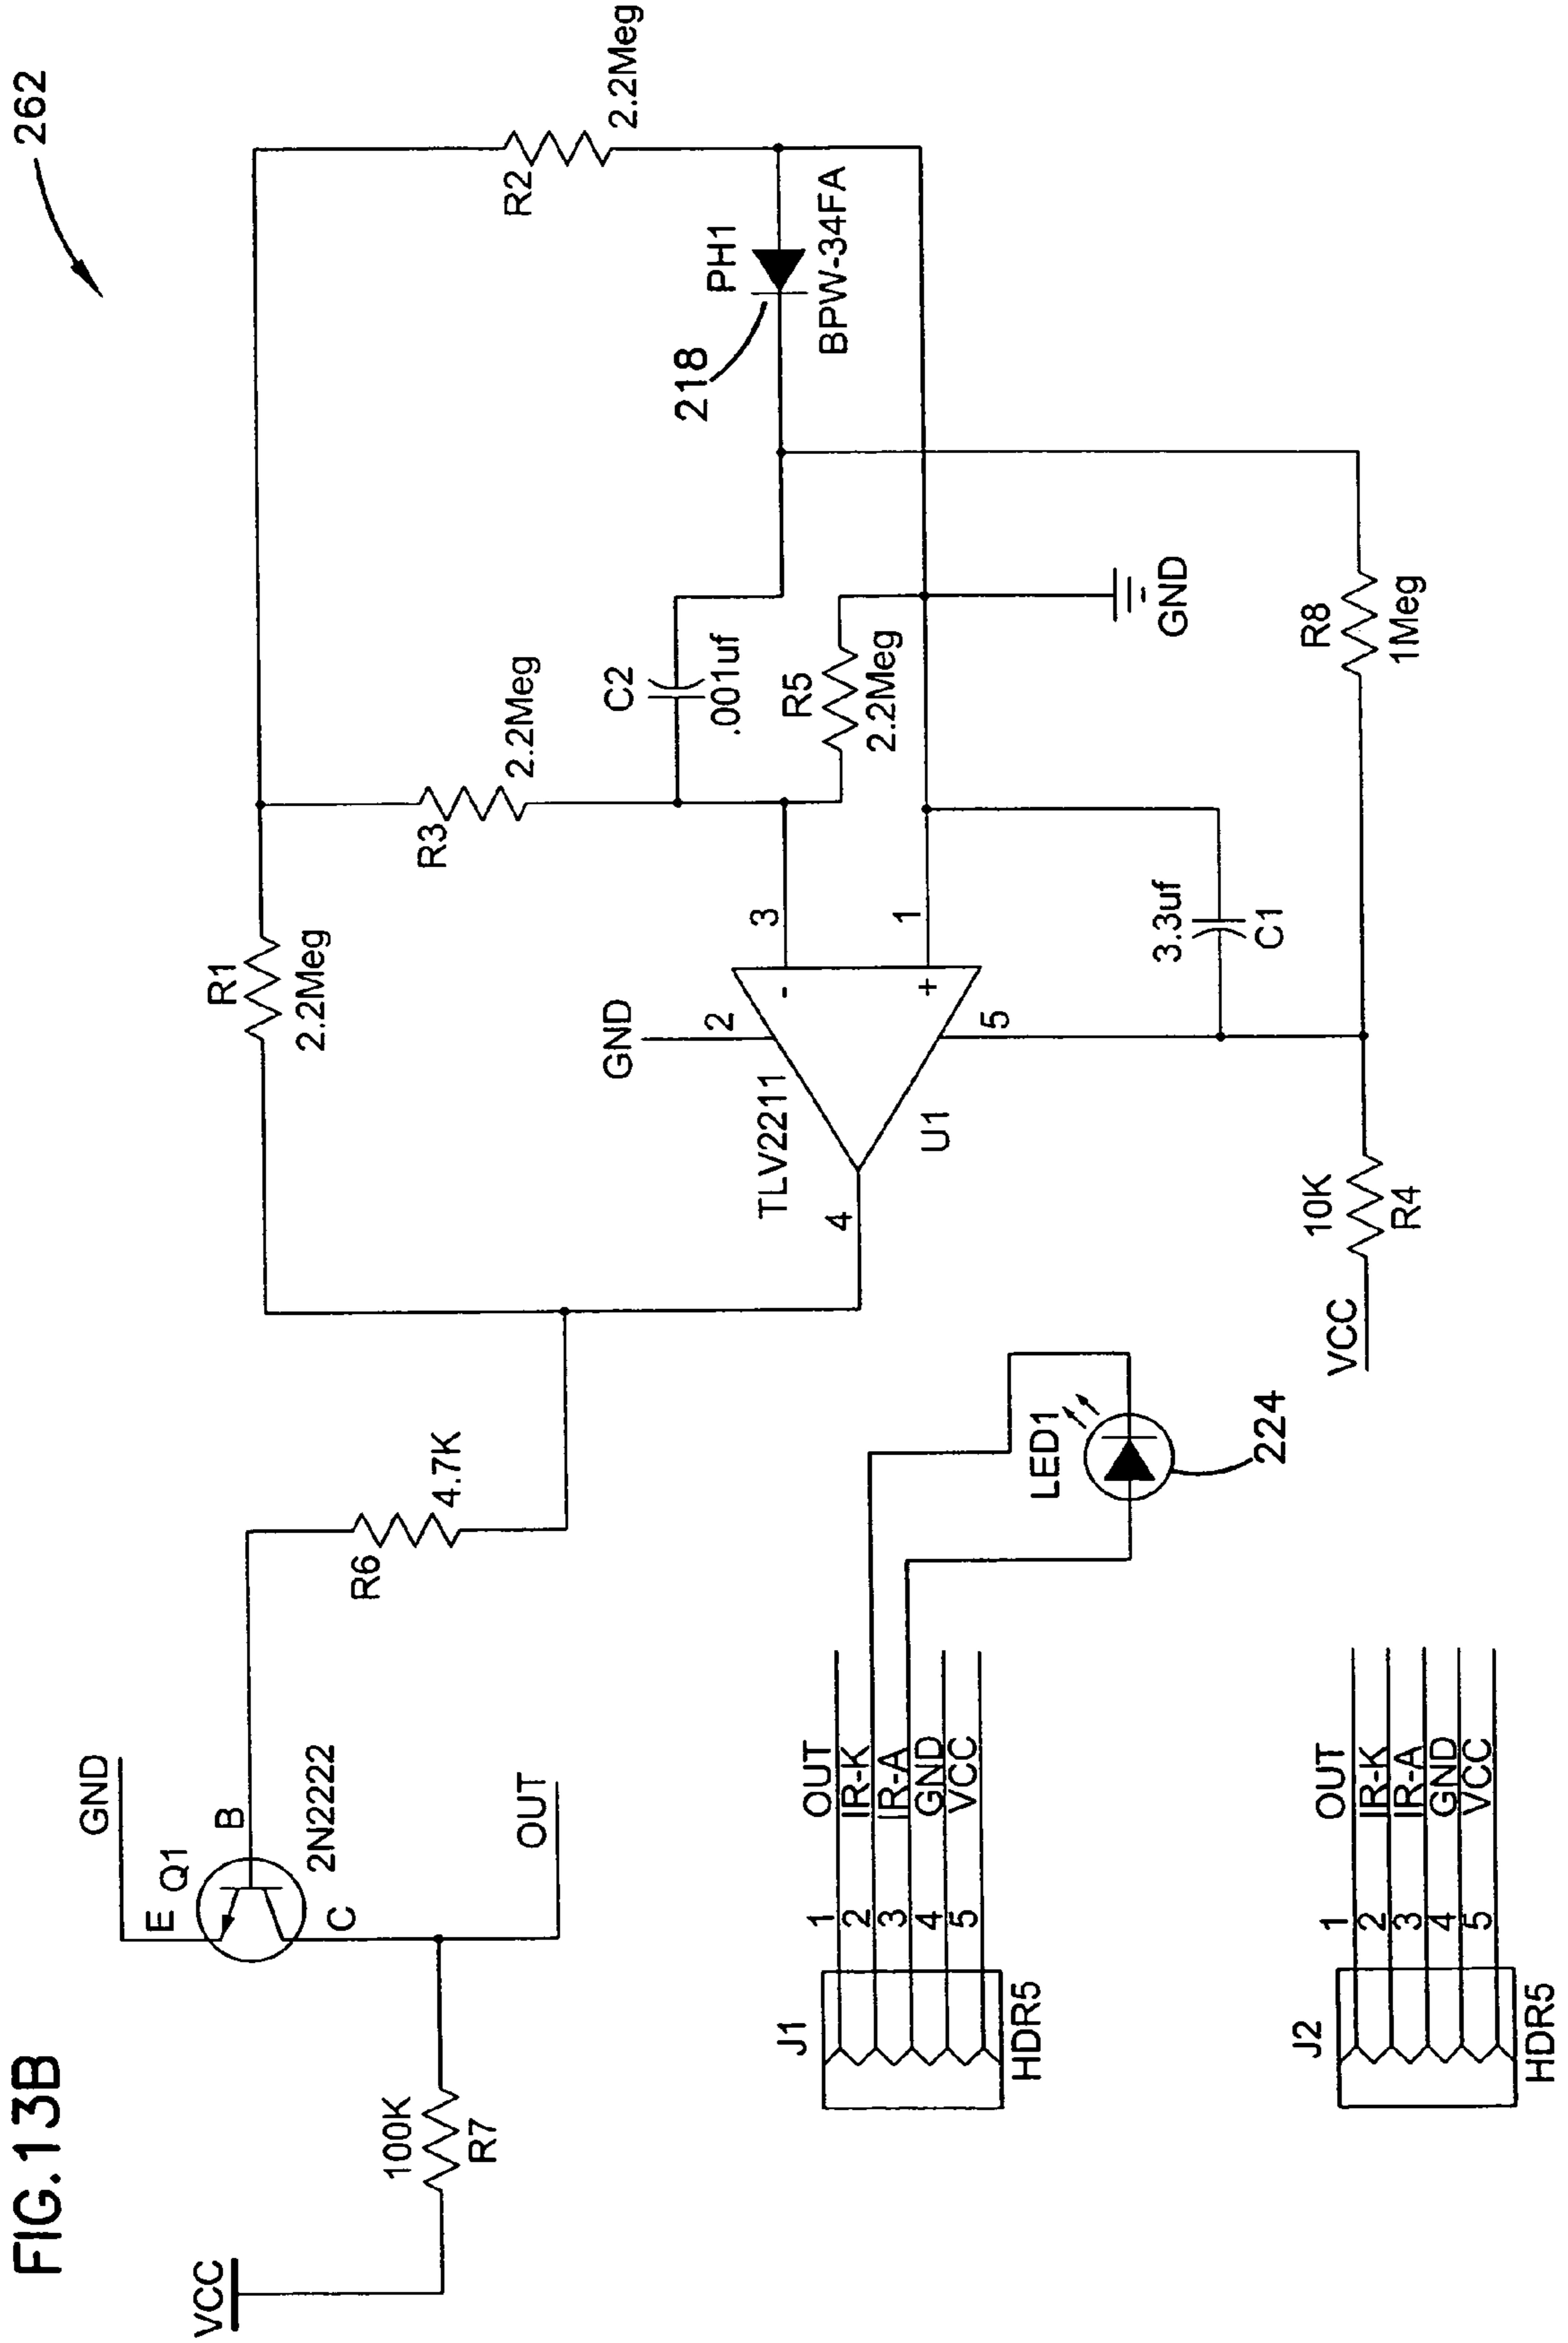 FIG.13B
262
VCC
100K
R7
GND
E
Q1
B
C
2N2222
OUT
R6
4.7K
R1
2.2Meg
R2
2.2Meg
R3
2.2Meg
218
PH1
BPW-34FA
C2
.001uf
R5
2.2Meg
GND
GND
2
TLV2211
U1
3
-
1
+
4
5
3.3uf
C1
R8
1Meg
VCC
10K
R4
J1
HDR5
1 OUT
2 IR-K
3 IR-A
4 GND
5 VCC
LED1
224
J2
HDR5
1 OUT
2 IR-K
3 IR-A
4 GND
5 VCC